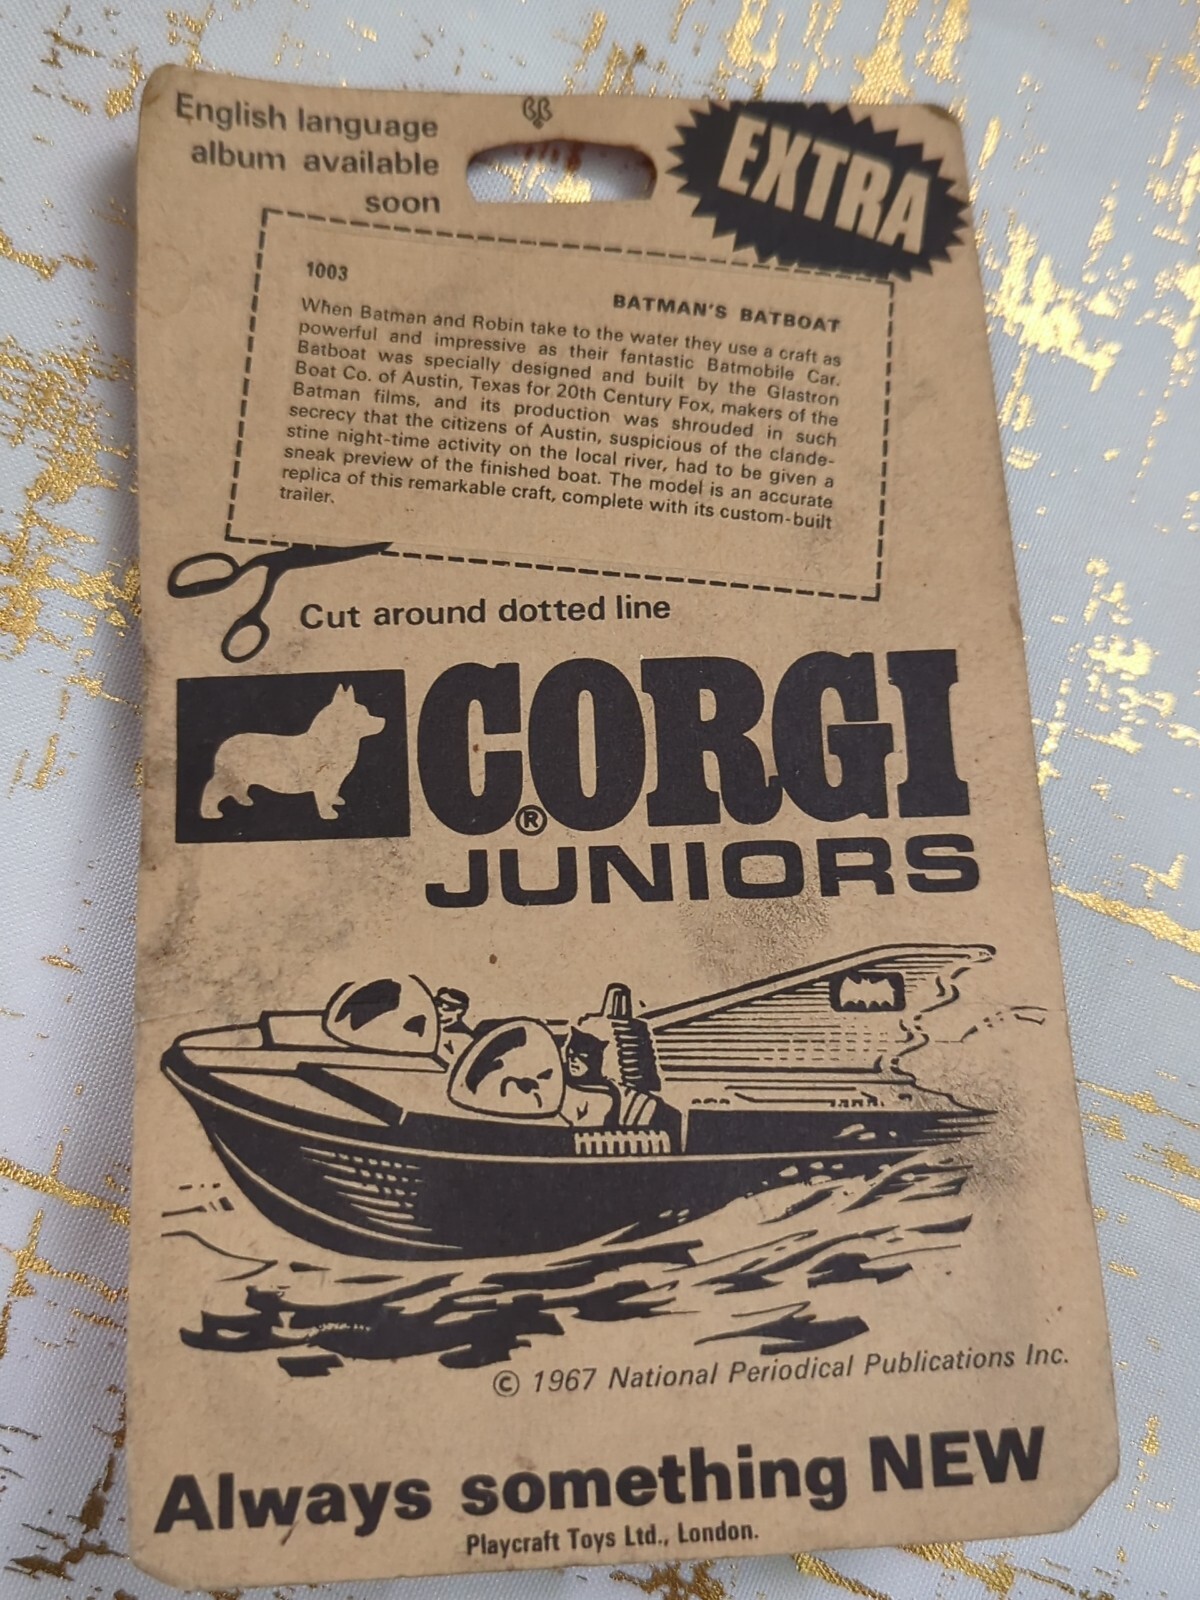 English language
album available
soon
EXTRA
1003
BATMAN'S BATBOAT
When Batman and Robin take to the water they use a craft as
powerful and impressive as their fantastic Batmobile Car.
Batboat was specially designed and built by the Glastron
Boat Co. of Austin, Texas for 20th Century Fox, makers of the
Batman films, and its production was shrouded in such
secrecy that the citizens of Austin, suspicious of the clande-
stine night-time activity on the local river, had to be given a
sneak preview of the finished boat. The model is an accurate
replica of this remarkable craft, complete with its custom-built
trailer.
Cut around dotted line
CORGI
®
JUNIORS
© 1967 National Periodical Publications Inc.
Always something NEW
Playcraft Toys Ltd., London.